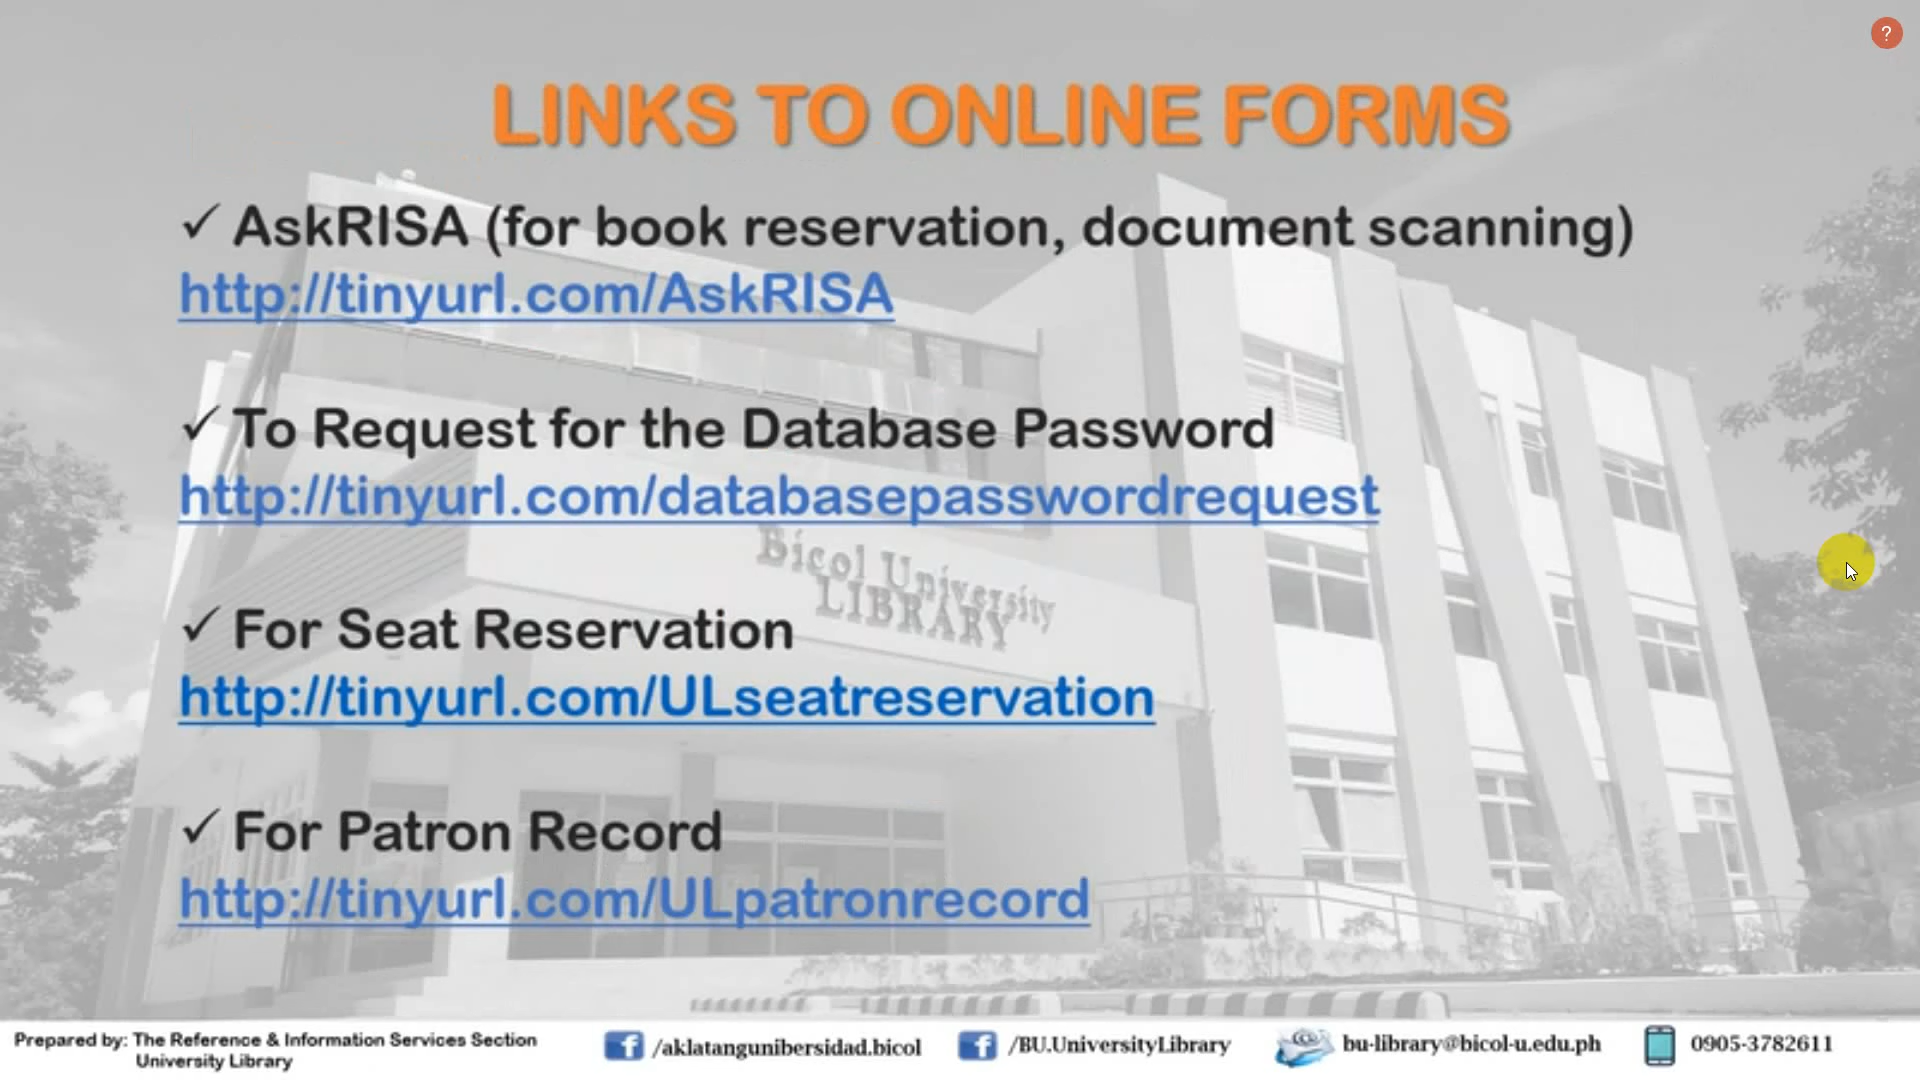 ?
LINKS TO ONLINE FORMS
✓ AskRISA (for book reservation, document scanning)
http://tinyurl.com/AskRISA
✓ To Request for the Database Password
http://tinyurl.com/databasepasswordrequest
Bicol University
LIBRARY
✓ For Seat Reservation
http://tinyurl.com/ULseatreservation
✓ For Patron Record
http://tinyurl.com/ULpatronrecord
Prepared by: The Reference & Information Services Section
University Library
/aklatangunibersidad.bicol
/BU.UniversityLibrary
bu-library@bicol-u.edu.ph
0905-3782611